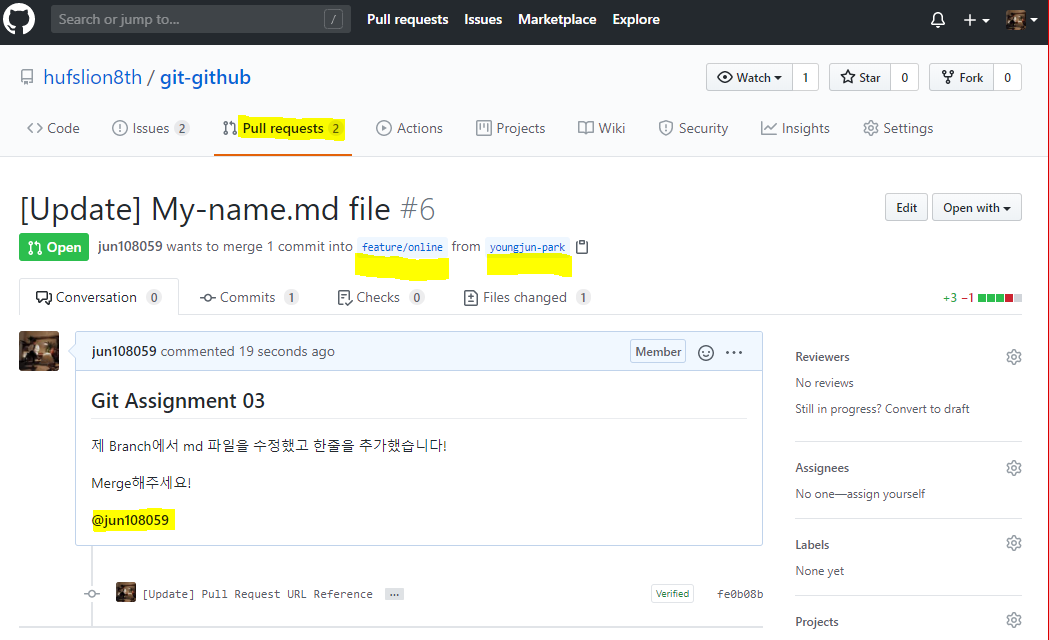 Search or jump to... /
Pull requests Issues Marketplace Explore
hufslion8th / git-github
Watch 1 Star 0 Fork 0
Code Issues 2 Pull requests 2 Actions Projects Wiki Security Insights Settings
[Update] My-name.md file #6
Edit Open with
Open jun108059 wants to merge 1 commit into feature/online from youngjun-park
Conversation 0 Commits 1 Checks 0 Files changed 1 +3 −1
jun108059 commented 19 seconds ago Member ...
Git Assignment 03
제 Branch에서 md 파일을 수정했고 한줄을 추가했습니다!
Merge해주세요!
@jun108059
[Update] Pull Request URL Reference ... Verified fe0b08b
Reviewers
No reviews
Still in progress? Convert to draft
Assignees
No one—assign yourself
Labels
None yet
Projects